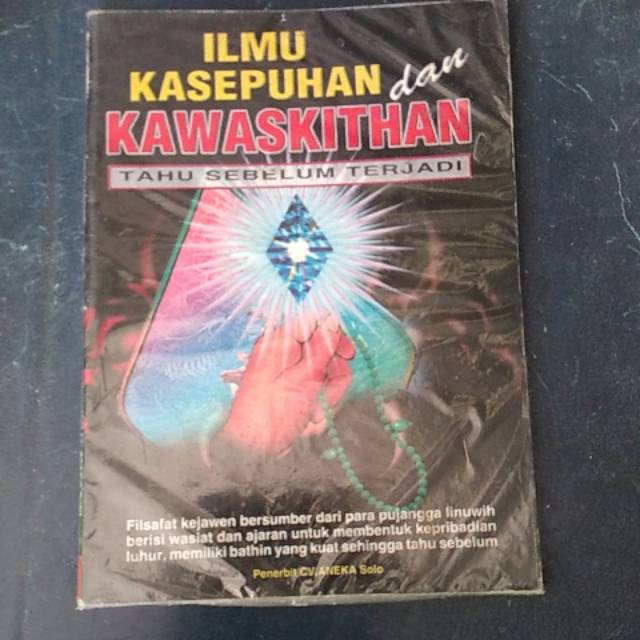 ILMU
KASEPUHAN dan
KAWASKITHAN
TAHU SEBELUM TERJADI
Filsafat kejawen bersumber dari para pujangga linuwih
berisi wasiat dan ajaran untuk membentuk kepribadian
luhur, memiliki bathin yang kuat sehingga tahu sebelum
Penerbit CV.ANEKA Solo